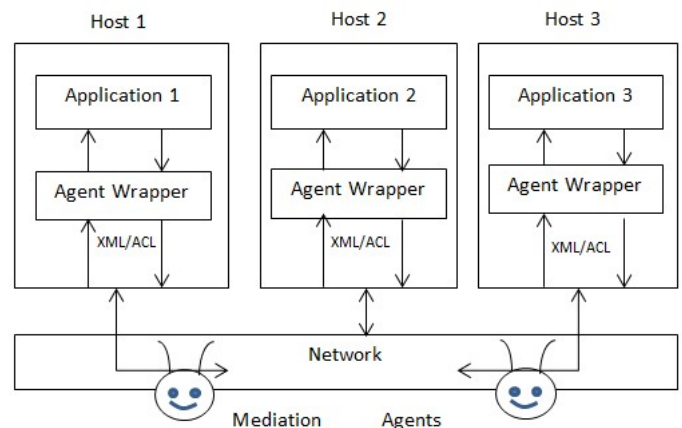 Host 1
Host 2
Host 3
Application 1
Application 2
Application 3
Agent Wrapper
Agent Wrapper
Agent Wrapper
XML/ACL
XML/ACL
XML/ACL
Network
Mediation Agents